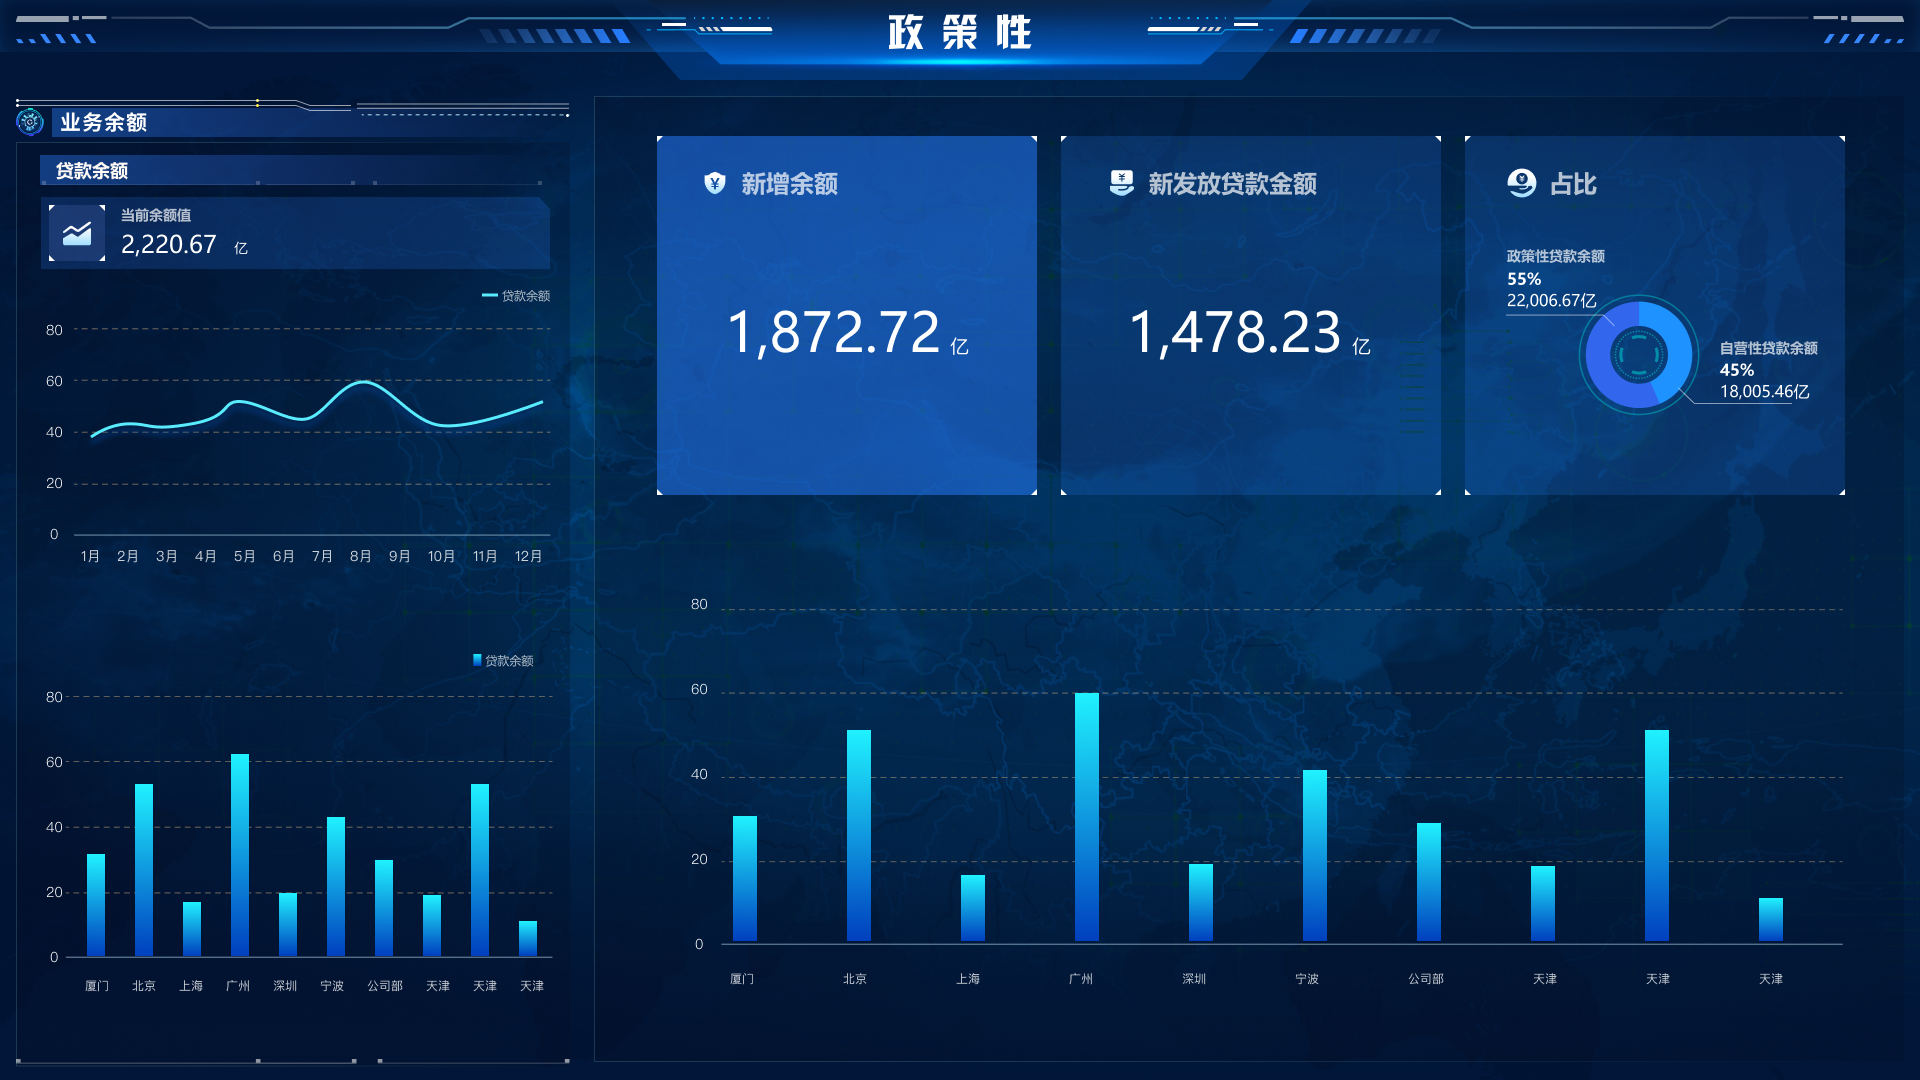 政策性
业务余额
贷款余额
当前余额值
2,220.67 亿
贷款余额
80
60
40
20
0
1月 2月 3月 4月 5月 6月 7月 8月 9月 10月 11月 12月
贷款余额
80
60
40
20
0
厦门 北京 上海 广州 深圳 宁波 公司部 天津 天津 天津
新增余额
1,872.72 亿
新发放贷款金额
1,478.23 亿
占比
政策性贷款余额
55%
22,006.67亿
自营性贷款余额
45%
18,005.46亿
80
60
40
20
0
厦门 北京 上海 广州 深圳 宁波 公司部 天津 天津 天津